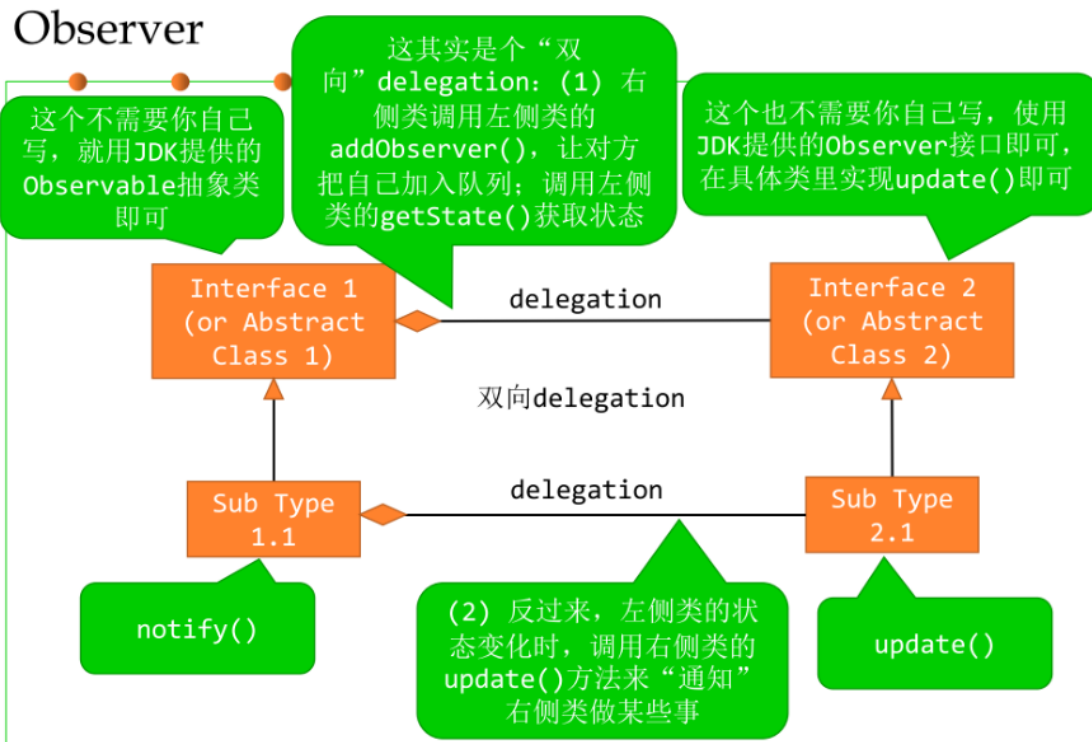 Observer
这个不需要你自己
写，就用JDK提供的
Observable抽象类
即可
这其实是个“双
向”delegation：(1) 右
侧类调用左侧类的
addObserver()，让对方
把自己加入队列；调用左侧
类的getState()获取状态
这个也不需要你自己写，使用
JDK提供的Observer接口即可，
在具体类里实现update()即可
Interface 1
(or Abstract
Class 1)
delegation
Interface 2
(or Abstract
Class 2)
双向delegation
Sub Type
1.1
delegation
Sub Type
2.1
notify()
(2) 反过来，左侧类的状
态变化时，调用右侧类的
update()方法来“通知”
右侧类做某些事
update()